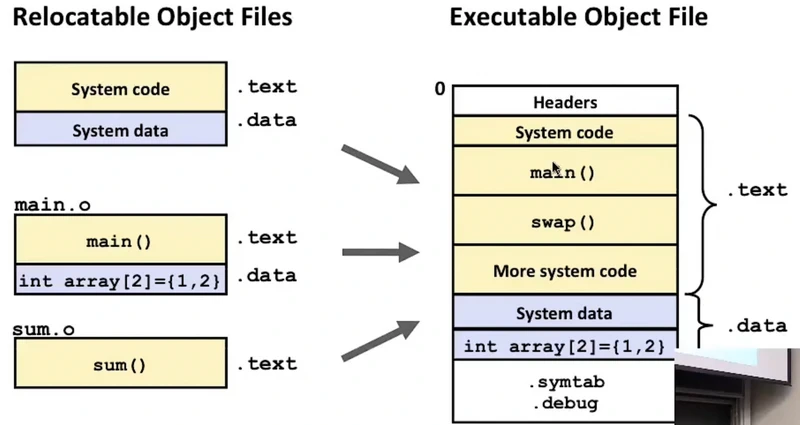 Relocatable Object Files
System code
.text
System data
.data
main.o
main()
.text
int array[2]={1,2}
.data
sum.o
sum()
.text
Executable Object File
0
Headers
System code
main()
swap()
More system code
.text
System data
int array[2]={1,2}
.data
.symtab
.debug